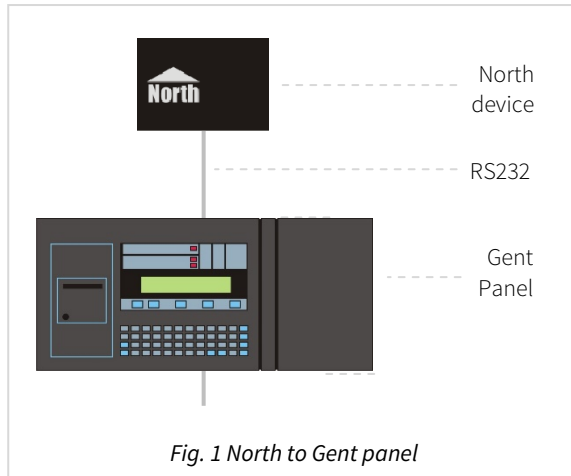 North
North
device
RS232
Gent
Panel
Fig. 1 North to Gent panel